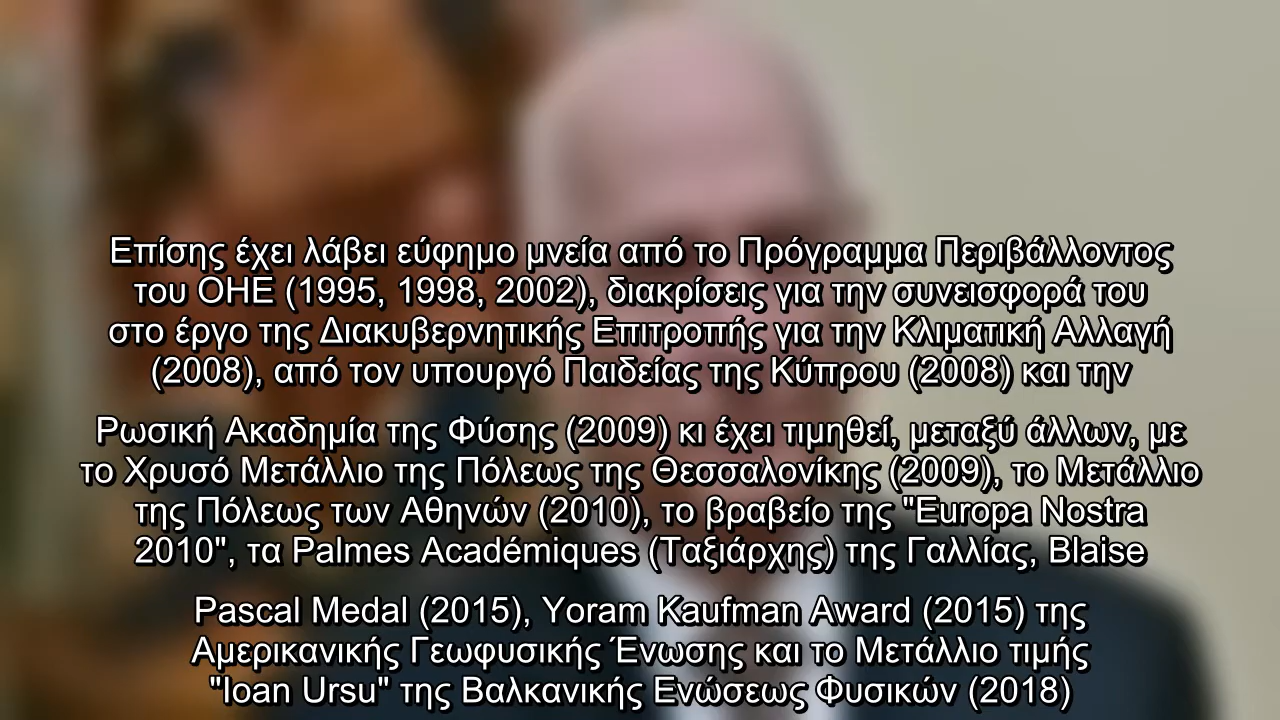 Επίσης έχει λάβει εύφημο μνεία από το Πρόγραμμα Περιβάλλοντος
του ΟΗΕ (1995, 1998, 2002), διακρίσεις για την συνεισφορά του
στο έργο της Διακυβερνητικής Επιτροπής για την Κλιματική Αλλαγή
(2008), από τον υπουργό Παιδείας της Κύπρου (2008) και την
Ρωσική Ακαδημία της Φύσης (2009) κι έχει τιμηθεί, μεταξύ άλλων, με
το Χρυσό Μετάλλιο της Πόλεως της Θεσσαλονίκης (2009), το Μετάλλιο
της Πόλεως των Αθηνών (2010), το βραβείο της "Europa Nostra
2010", τα Palmes Académiques (Ταξιάρχης) της Γαλλίας, Blaise
Pascal Medal (2015), Yoram Kaufman Award (2015) της
Αμερικανικής Γεωφυσικής Ένωσης και το Μετάλλιο τιμής
"Ioan Ursu" της Βαλκανικής Ενώσεως Φυσικών (2018)